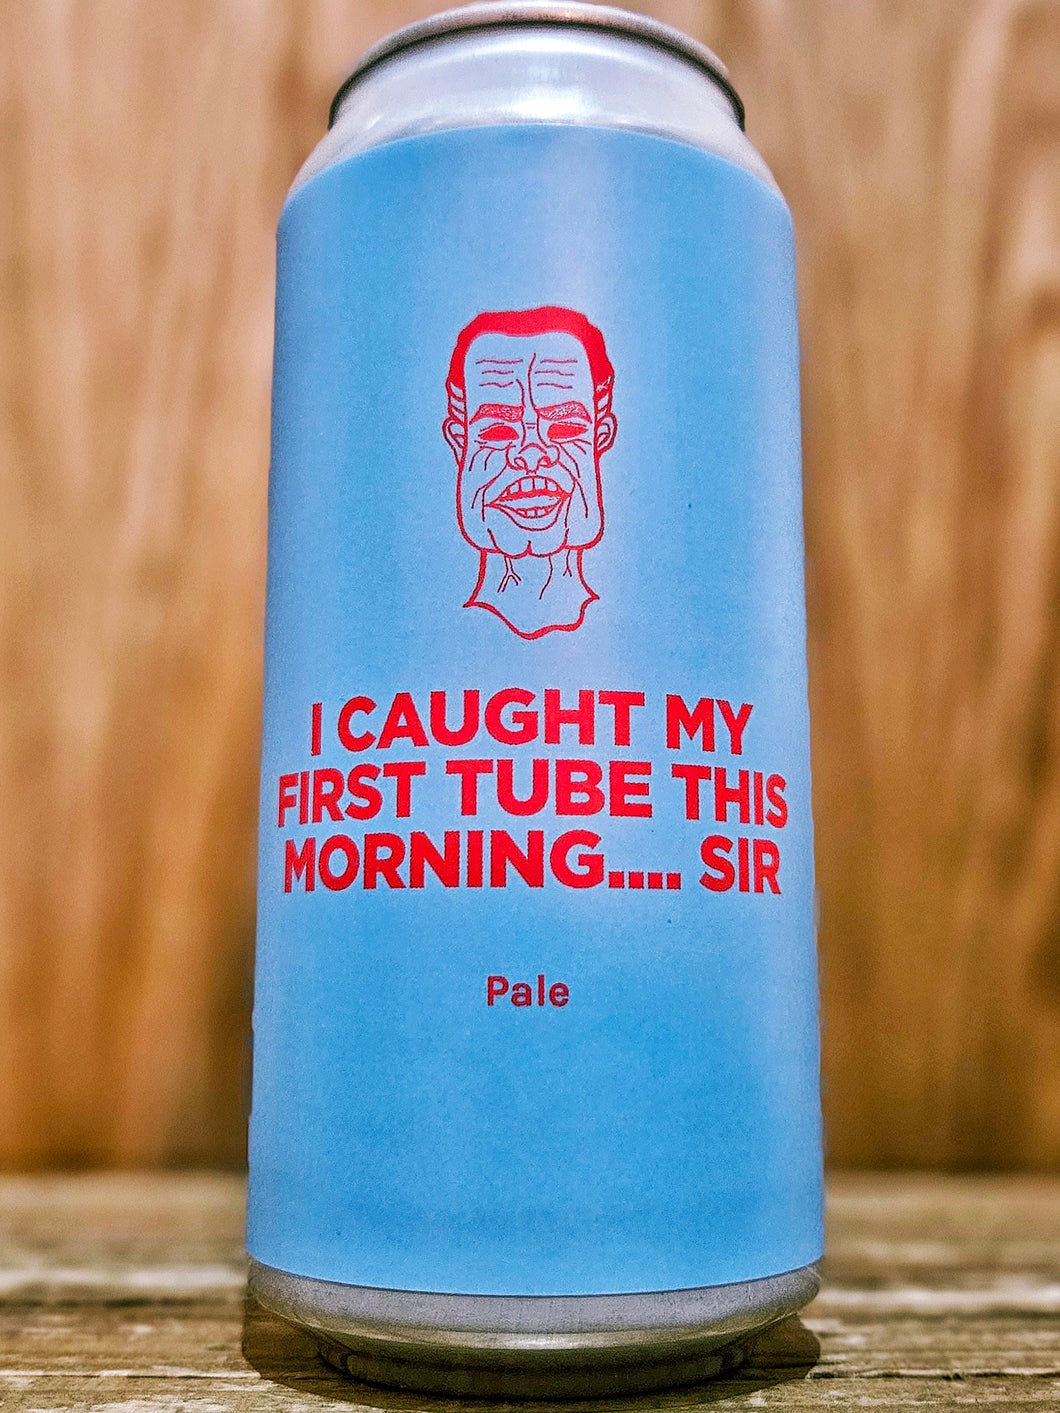 I CAUGHT MY
FIRST TUBE THIS
MORNING.... SIR
Pale